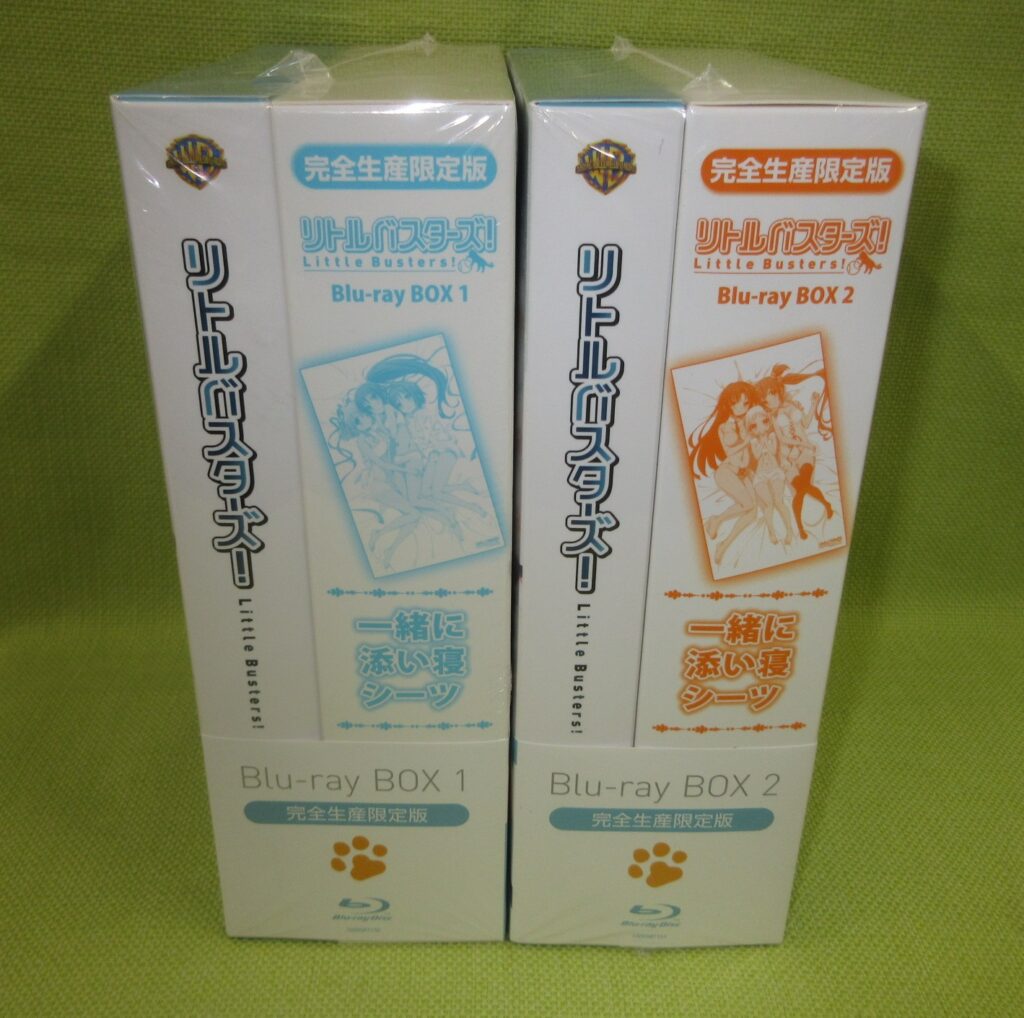 リトルバスターズ!
Little Busters!
完全生産限定版
リトルバスターズ!
Little Busters!
Blu-ray BOX 1
一緒に
添い寝
シーツ
Blu-ray BOX 1
完全生産限定版
Blu-ray Disc
リトルバスターズ!
Little Busters!
完全生産限定版
リトルバスターズ!
Little Busters!
Blu-ray BOX 2
一緒に
添い寝
シーツ
Blu-ray BOX 2
完全生産限定版
Blu-ray Disc